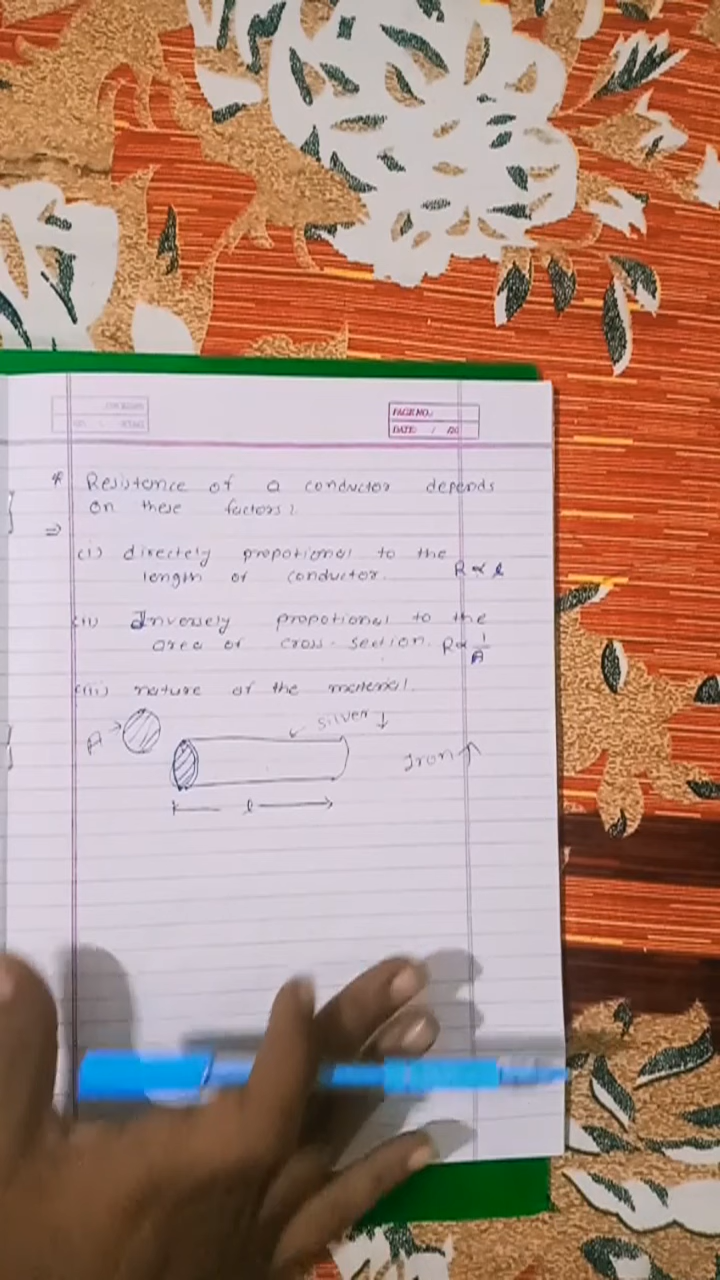 PAGE NO.:
DATE: / /20
* Resistance of a conductor depends
on these factors:
⇒
(i) directely propotional to the
length of conductor. R ∝ l
(ii) Inversely propotional to the
area of cross-section. R ∝ 1/A
(iii) nature of the material.
A → silver ↓
Iron ↑
l